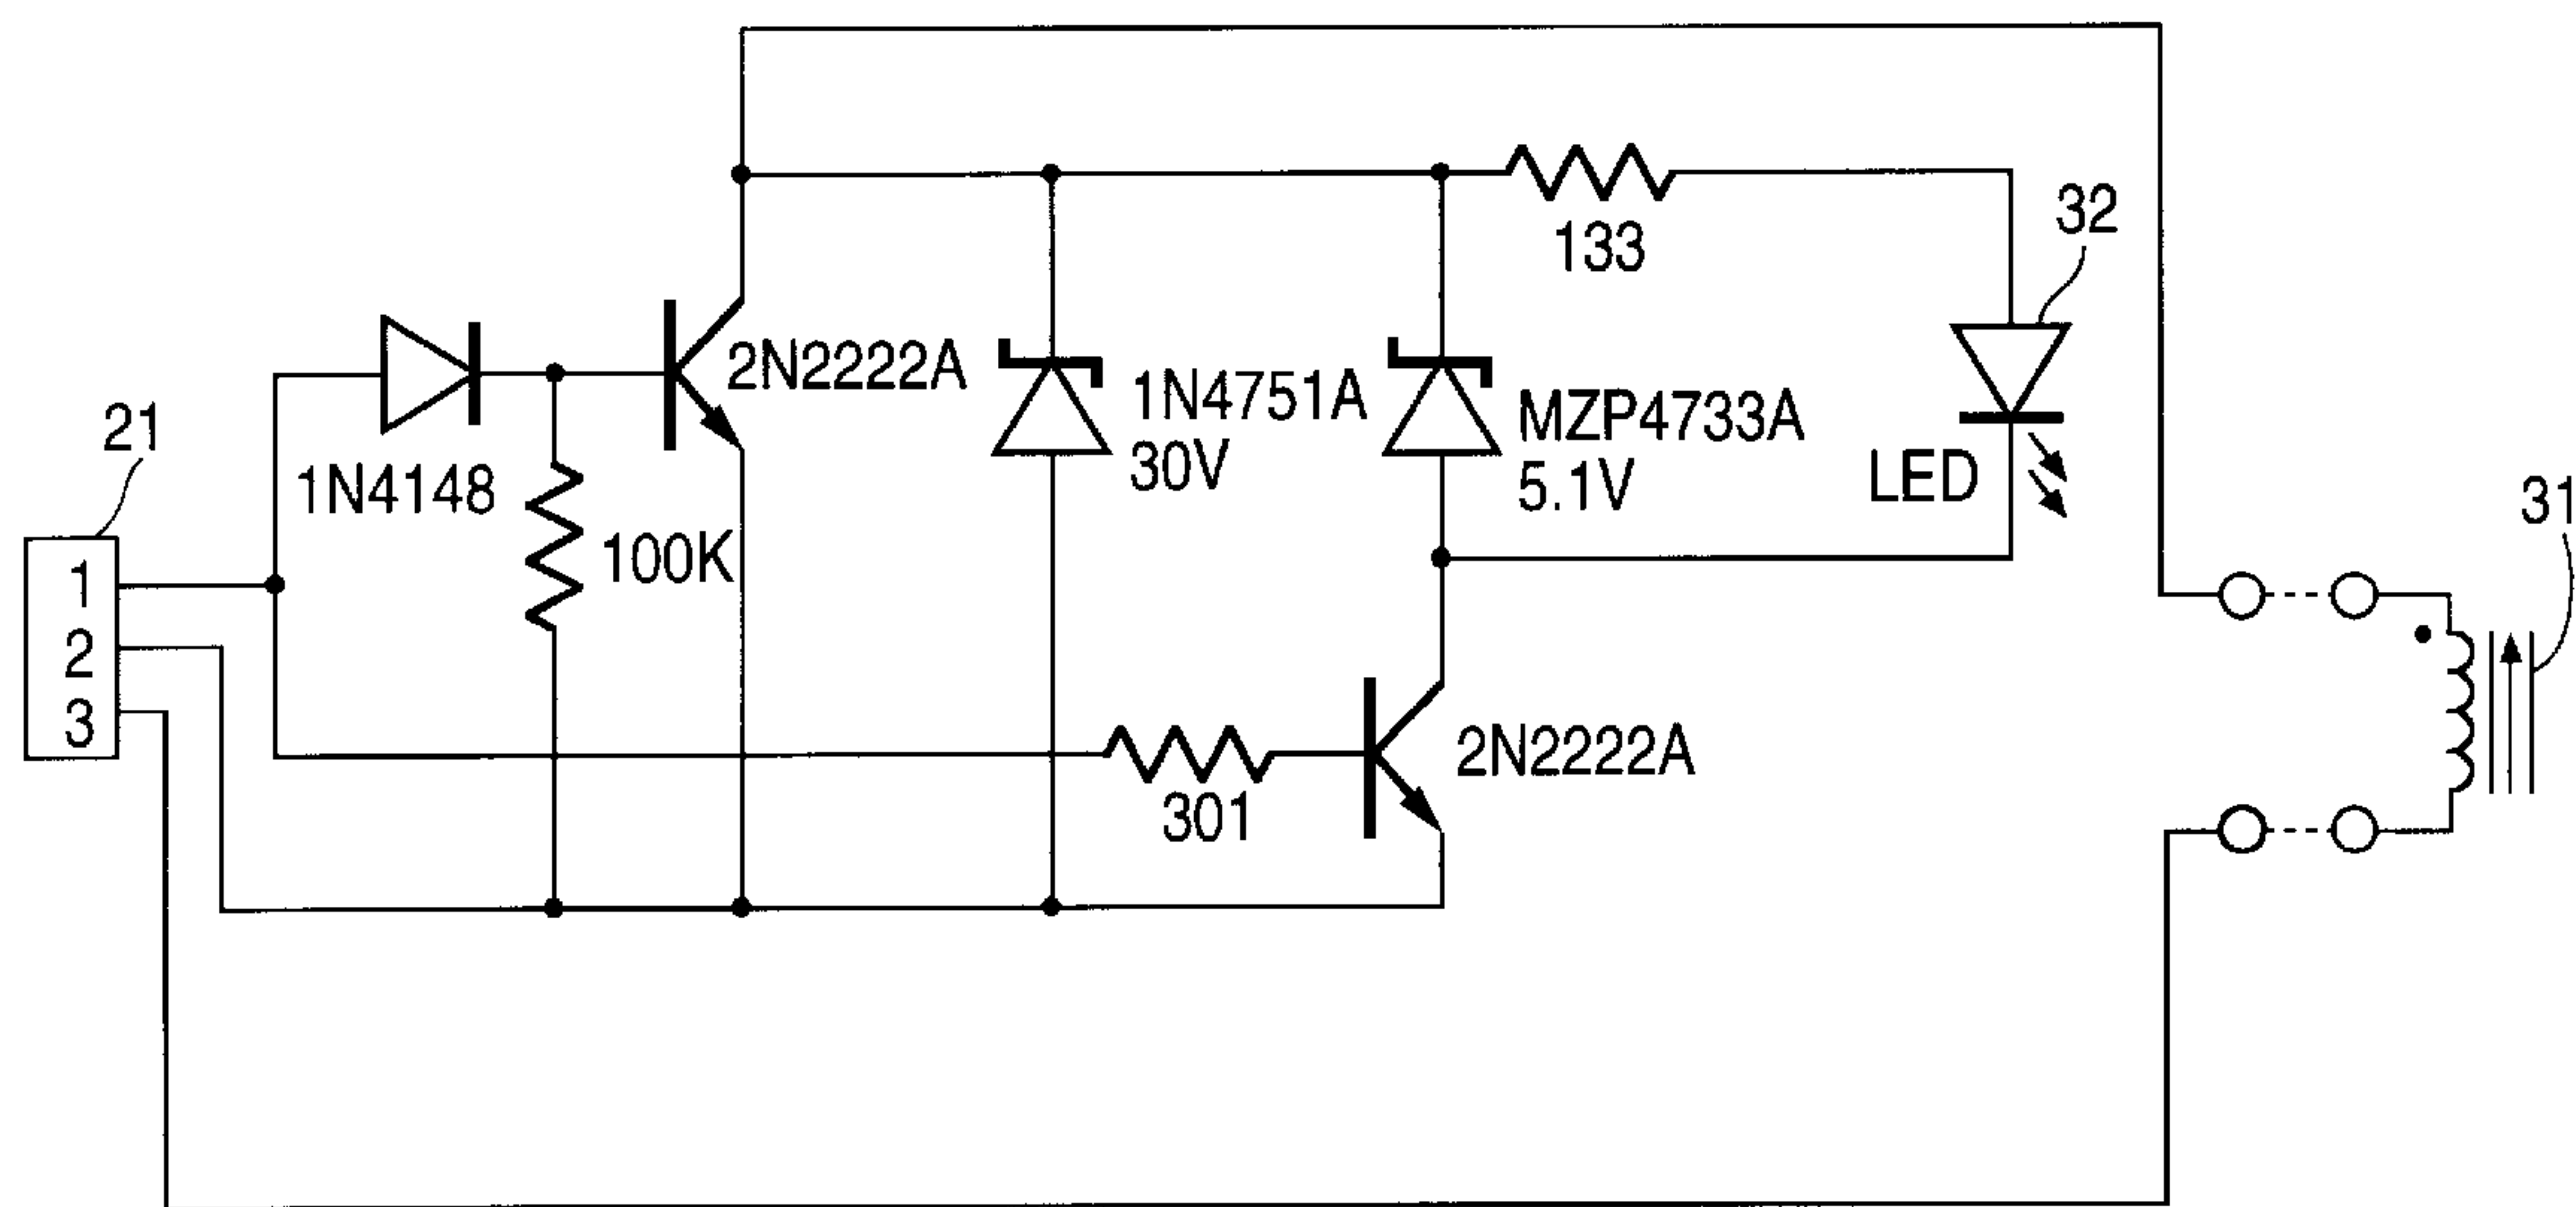 21
1
2
3
1N4148
100K
2N2222A
1N4751A
30V
MZP4733A
5.1V
133
32
LED
301
2N2222A
31